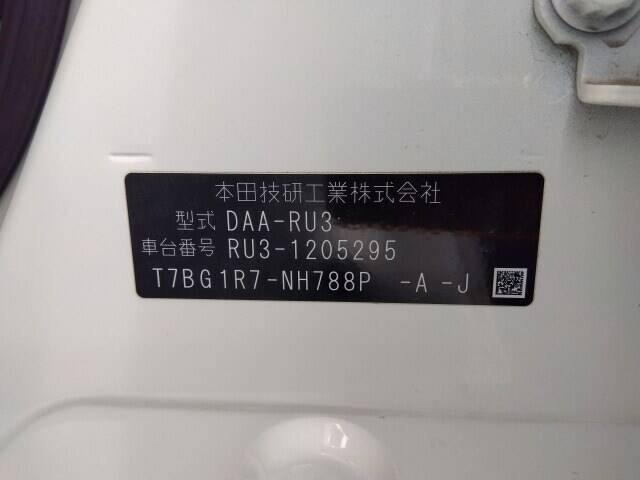 本田技研工業株式会社
型式 DAA-RU3
車台番号 RU3-1205295
T7BG1R7-NH788P -A -J